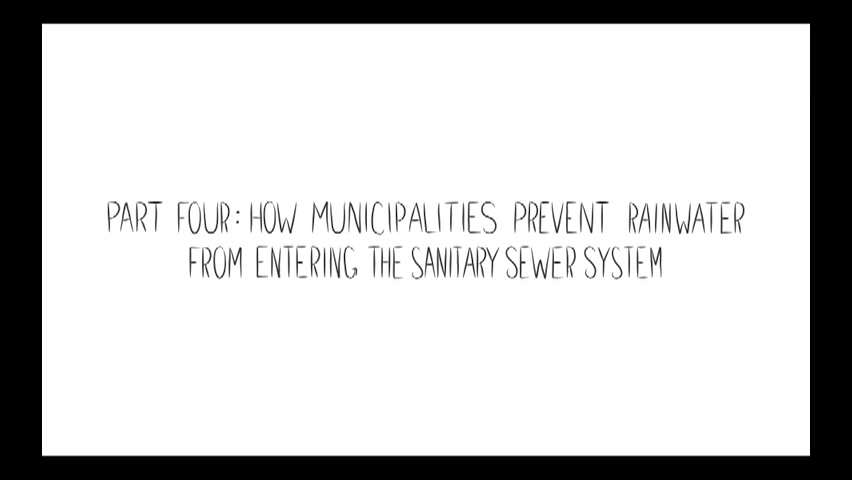 PART FOUR: HOW MUNICIPALITIES PREVENT RAINWATER
FROM ENTERING THE SANITARY SEWER SYSTEM